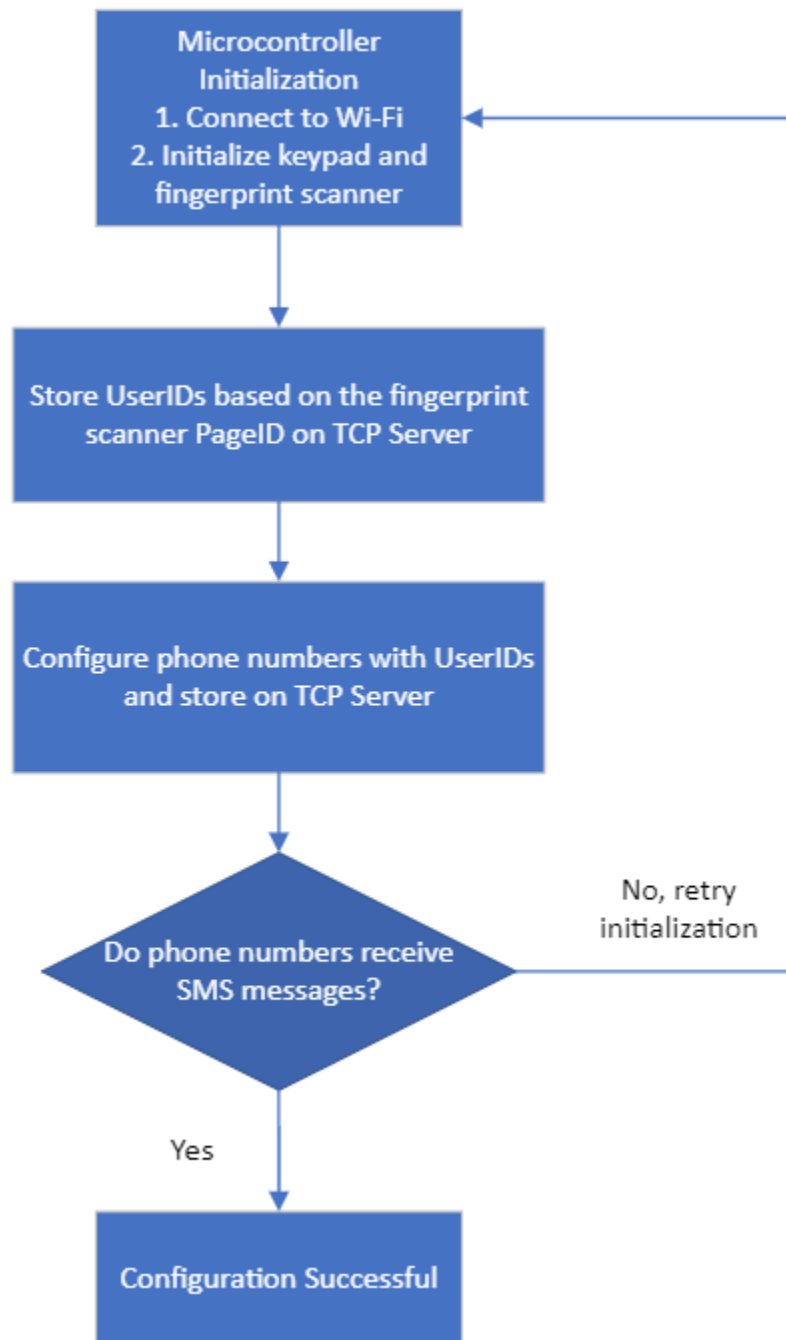 Microcontroller
Initialization
1. Connect to Wi-Fi
2. Initialize keypad and
fingerprint scanner
Store UserIDs based on the fingerprint
scanner PageID on TCP Server
Configure phone numbers with UserIDs
and store on TCP Server
Do phone numbers receive
SMS messages?
No, retry
initialization
Yes
Configuration Successful